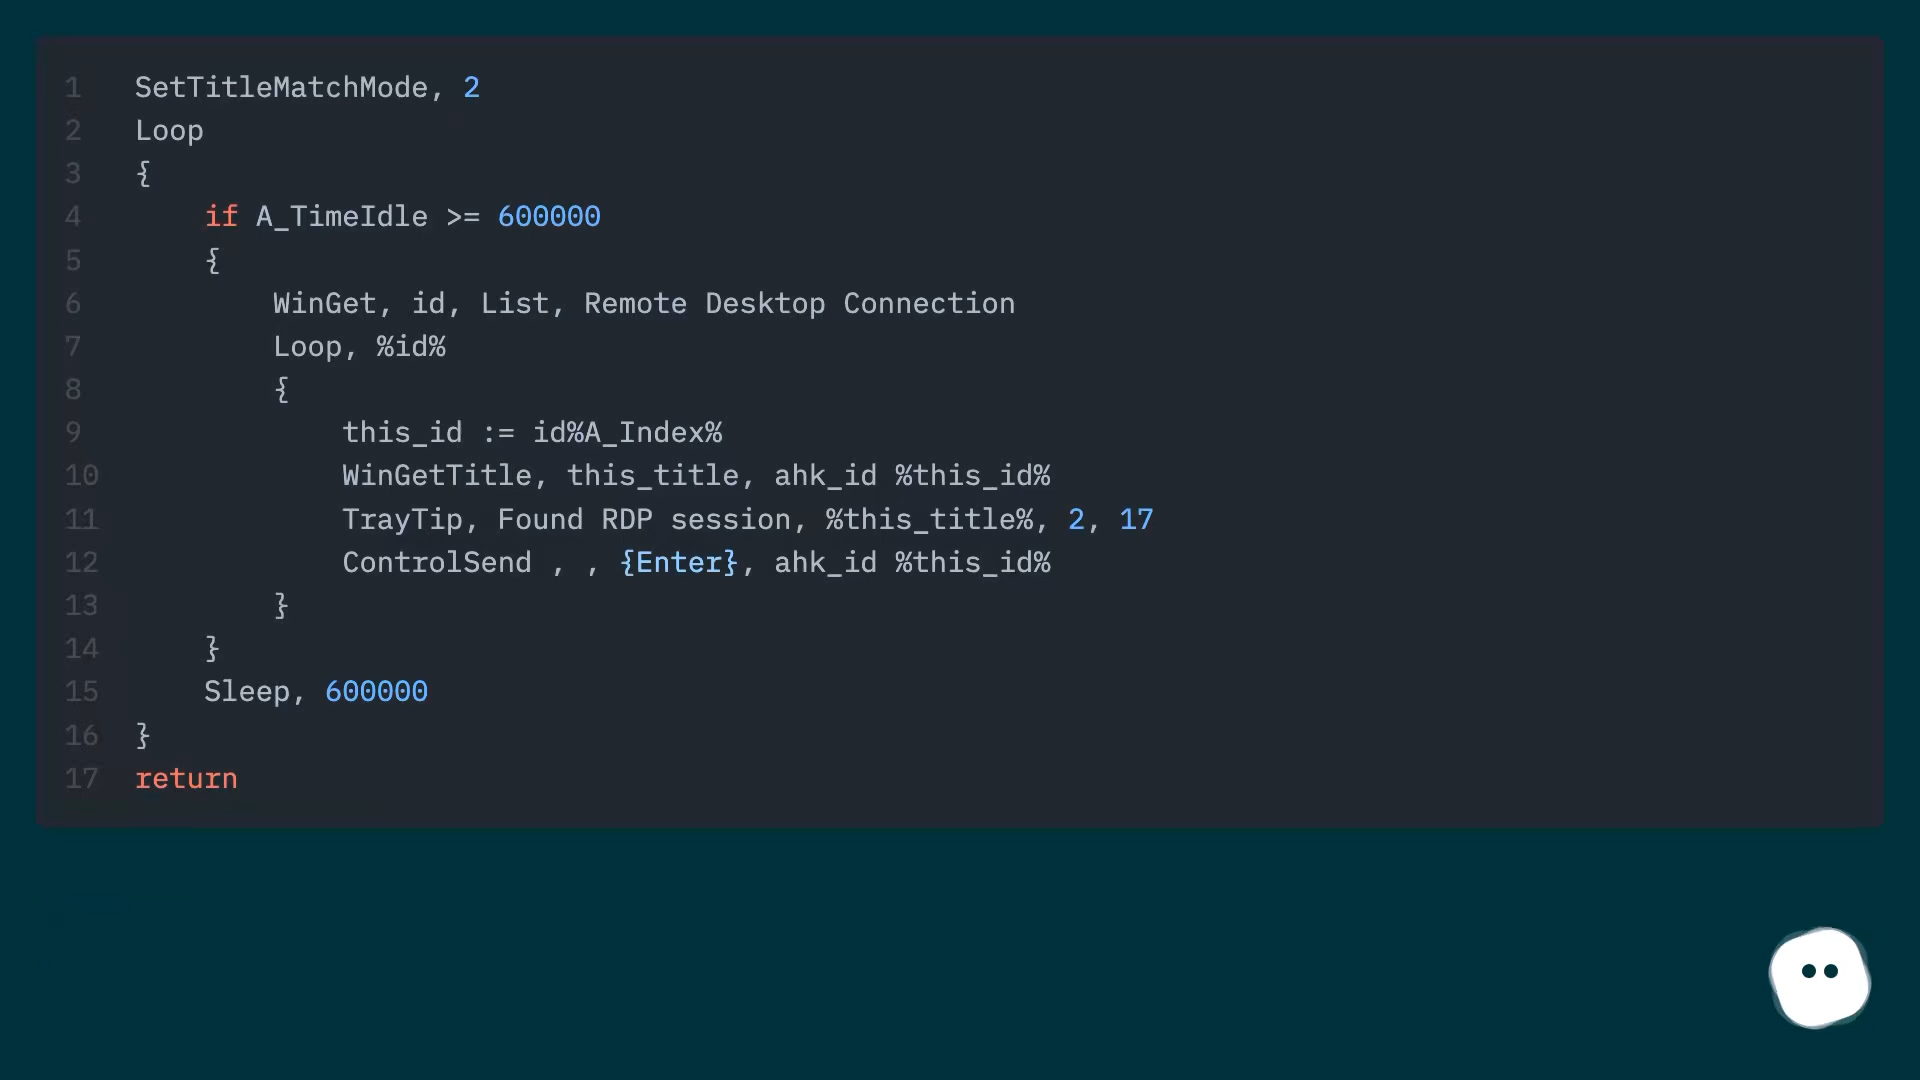 1 SetTitleMatchMode, 2
2 Loop
3 {
4     if A_TimeIdle >= 600000
5     {
6         WinGet, id, List, Remote Desktop Connection
7         Loop, %id%
8         {
9             this_id := id%A_Index%
10             WinGetTitle, this_title, ahk_id %this_id%
11             TrayTip, Found RDP session, %this_title%, 2, 17
12             ControlSend , , {Enter}, ahk_id %this_id%
13         }
14     }
15     Sleep, 600000
16 }
17 return